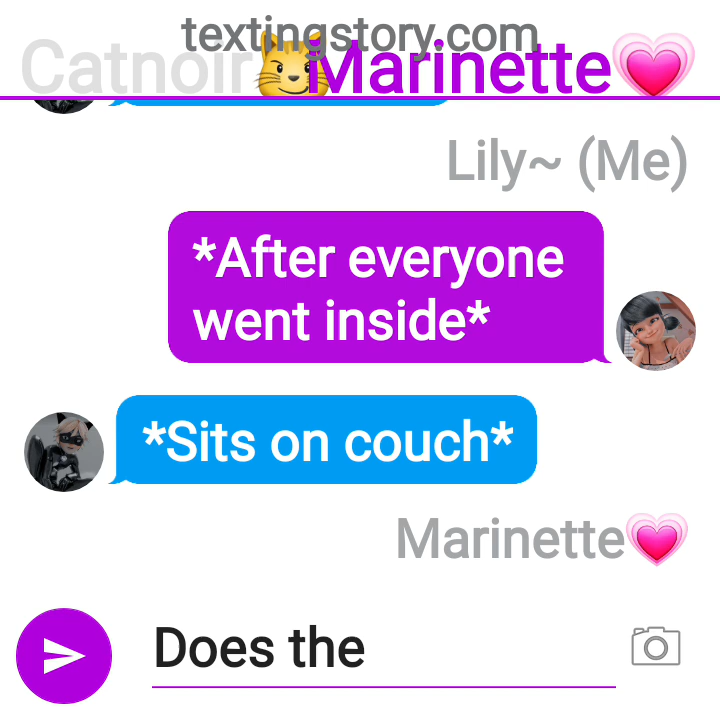 textingstory.com
Catnoir😼Marinette💗
Lily~ (Me)
*After everyone
went inside*
*Sits on couch*
Marinette💗
Does the